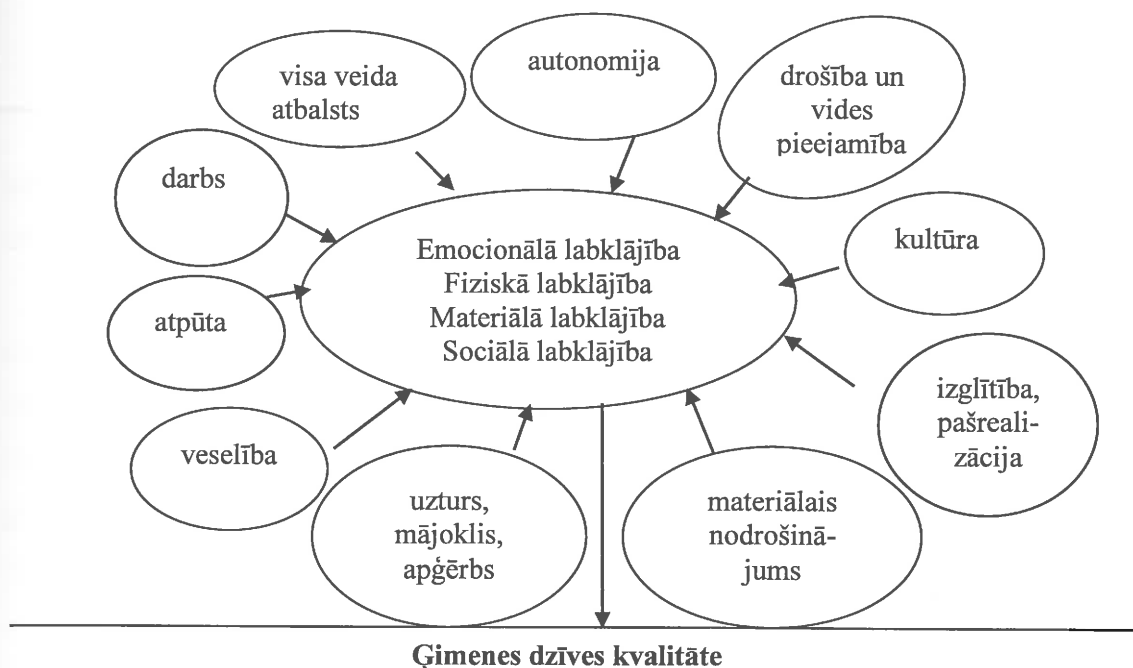 visa veida
atbalsts
autonomija
drošība un
vides
pieejamība
darbs
kultūra
Emocionālā labklājība
Fiziskā labklājība
Materiālā labklājība
Sociālā labklājība
atpūta
izglītība,
pašreali-
zācija
veselība
uzturs,
mājoklis,
apģērbs
materiālais
nodrošinā-
jums
Ģimenes dzīves kvalitāte